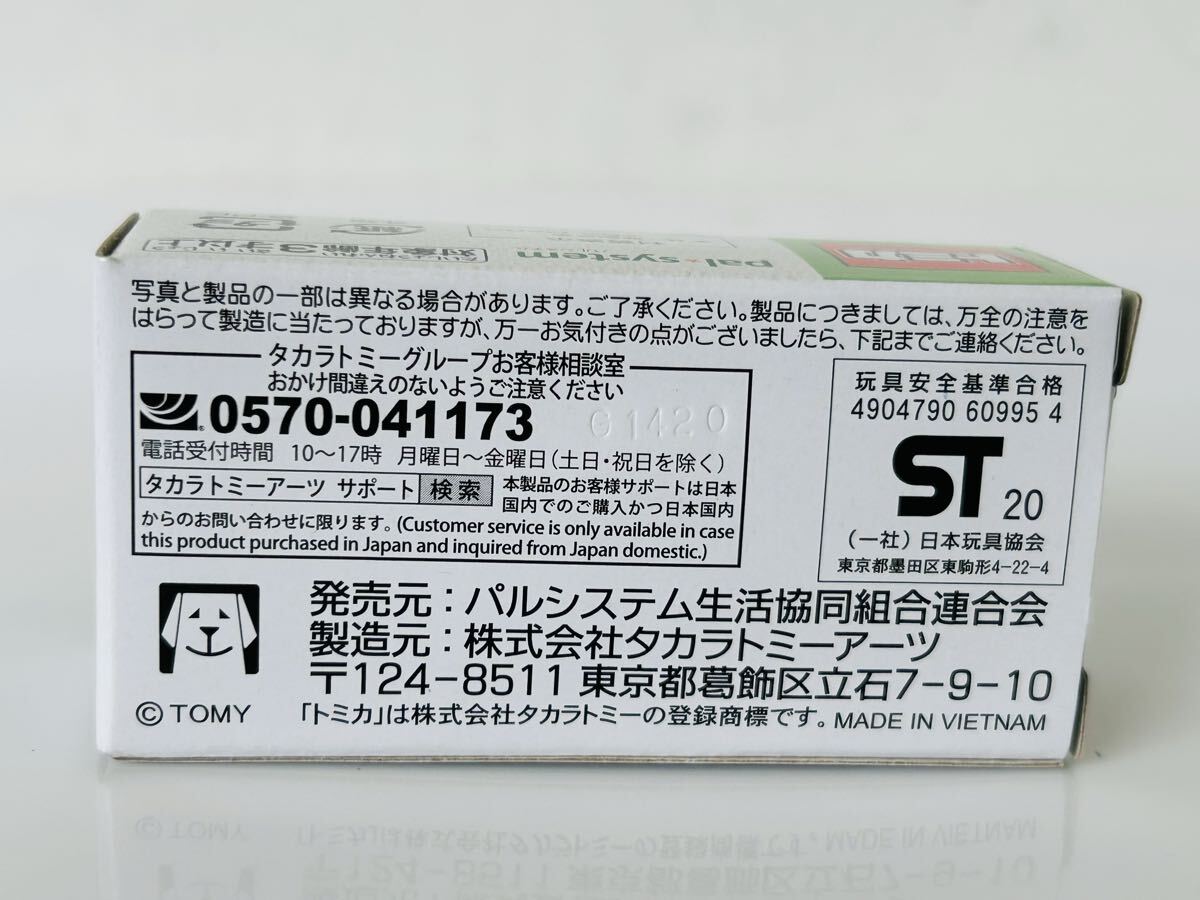 対象年齢3才以上
pal*system
トミカ
写真と製品の一部は異なる場合があります。ご了承ください。製品につきましては、万全の注意を
はらって製造に当たっておりますが、万一お気付きの点がございましたら、下記までご連絡ください。
タカラトミーグループお客様相談室
おかけ間違えのないようご注意ください
0570-041173
G1420
電話受付時間 10〜17時 月曜日〜金曜日(土日・祝日を除く)
タカラトミーアーツ サポート 検索 本製品のお客様サポートは日本
国内でのご購入かつ日本国内
からのお問い合わせに限ります。(Customer service is only available in case
this product purchased in Japan and inquired from Japan domestic.)
玩具安全基準合格
4904790 60995 4
ST 20
(一社)日本玩具協会
東京都墨田区東駒形4-22-4
発売元:パルシステム生活協同組合連合会
製造元:株式会社タカラトミーアーツ
〒124-8511 東京都葛飾区立石7-9-10
© TOMY 「トミカ」は株式会社タカラトミーの登録商標です。 MADE IN VIETNAM